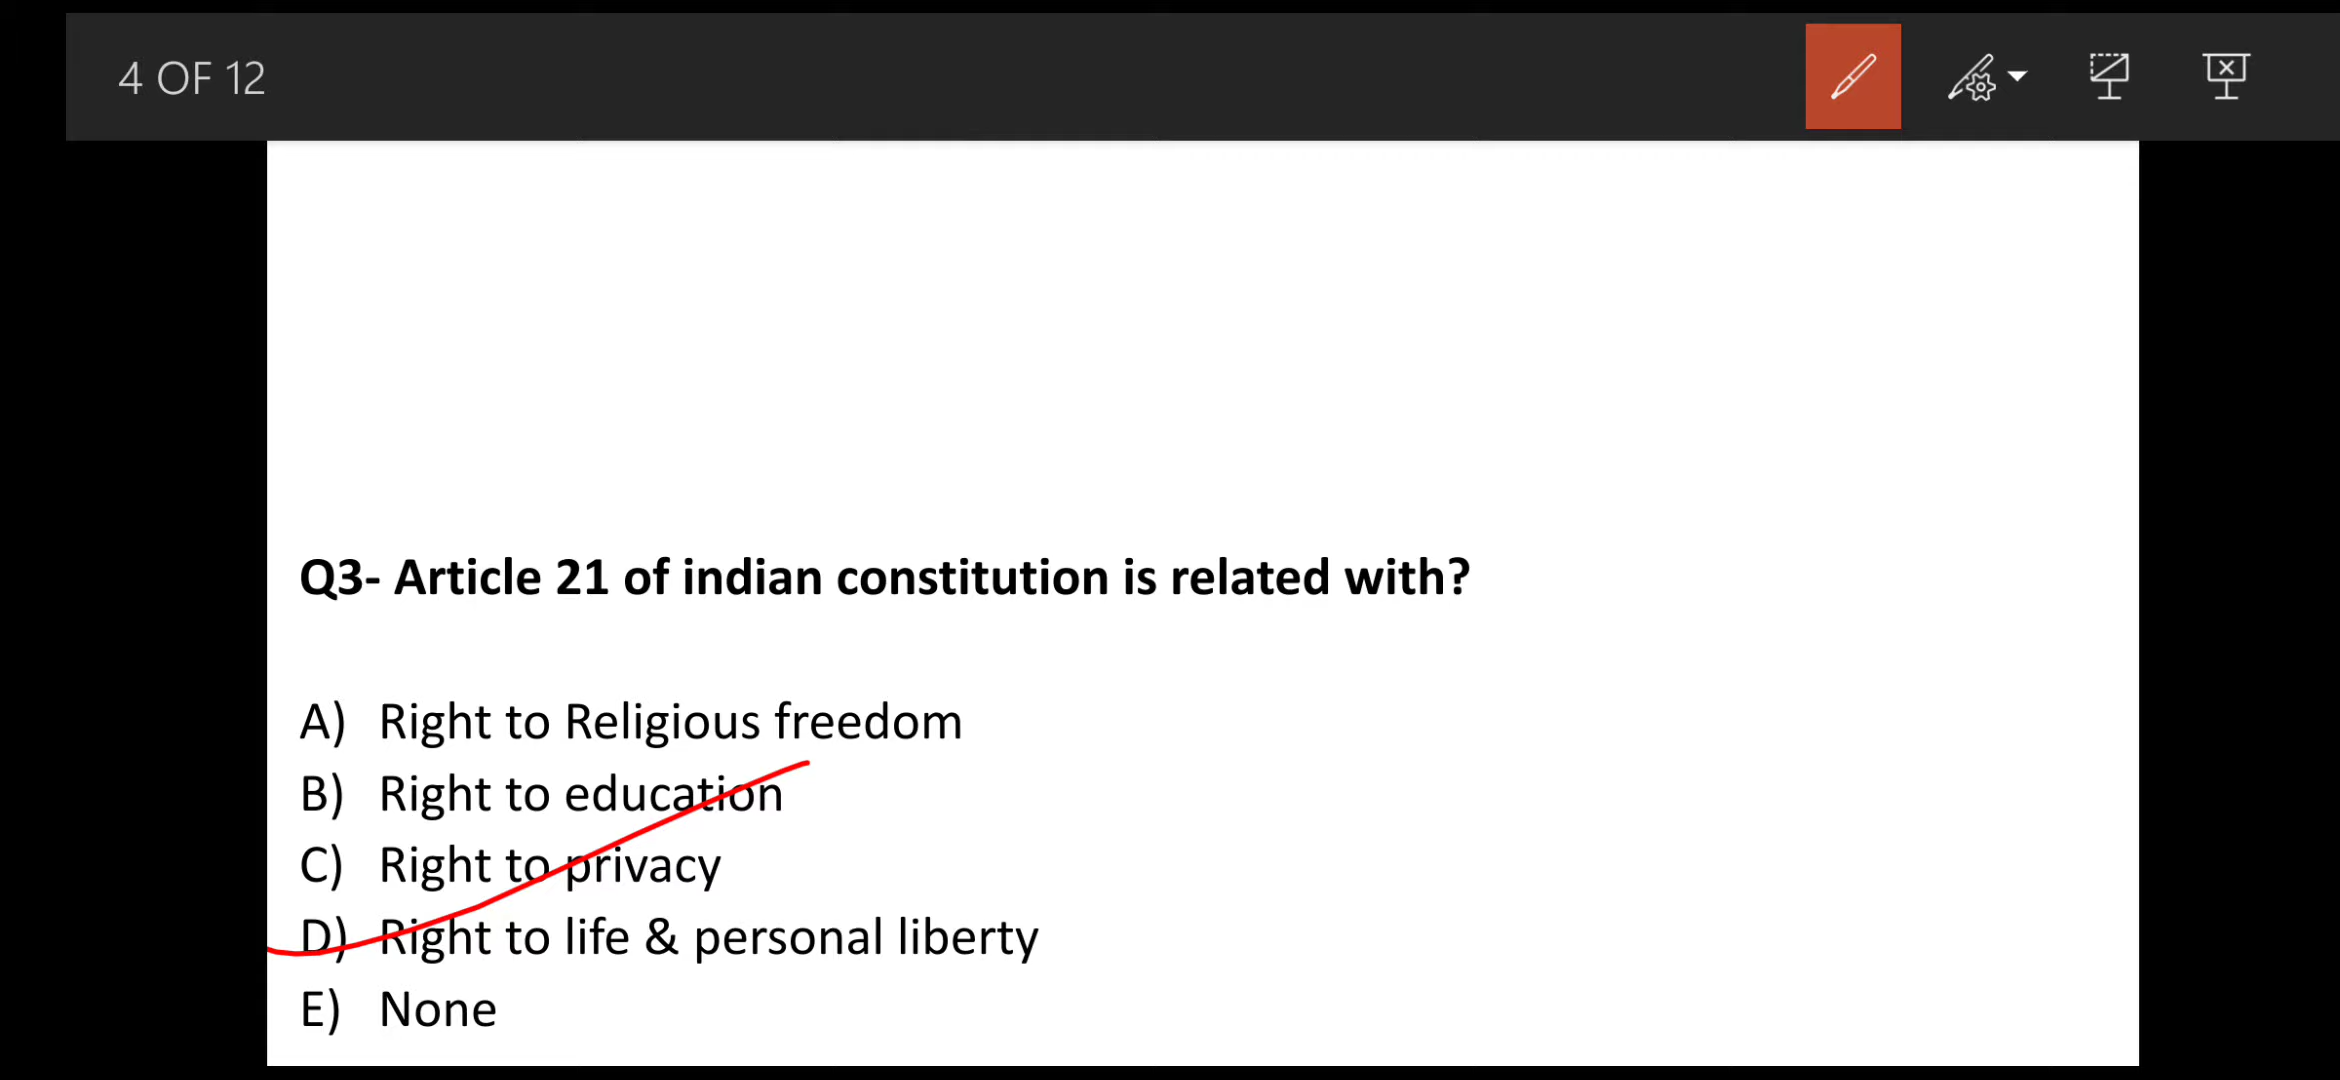 4 OF 12
Q3- Article 21 of indian constitution is related with?
A) Right to Religious freedom
B) Right to education
C) Right to privacy
D) Right to life & personal liberty
E) None